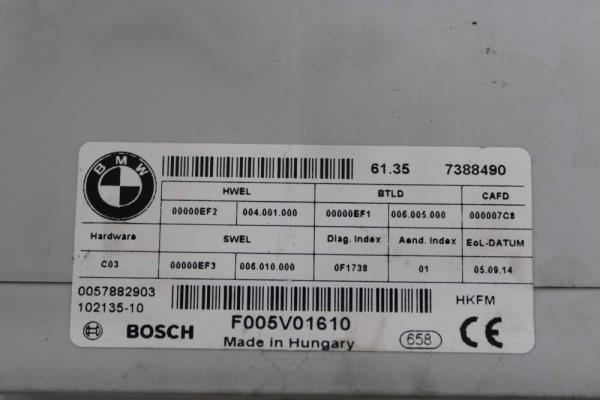 BMW 61.35 7388490
HWEL BTLD CAFD
00000EF2 004.001.000 00000EF1 006.005.000 000007C8
Hardware SWEL Diag. Index Aend. Index EoL-DATUM
C03 00000EF3 006.010.000 0F1738 01 05.09.14
0057882903 HKFM
102135-10
BOSCH F005V01610 658 CE
Made in Hungary